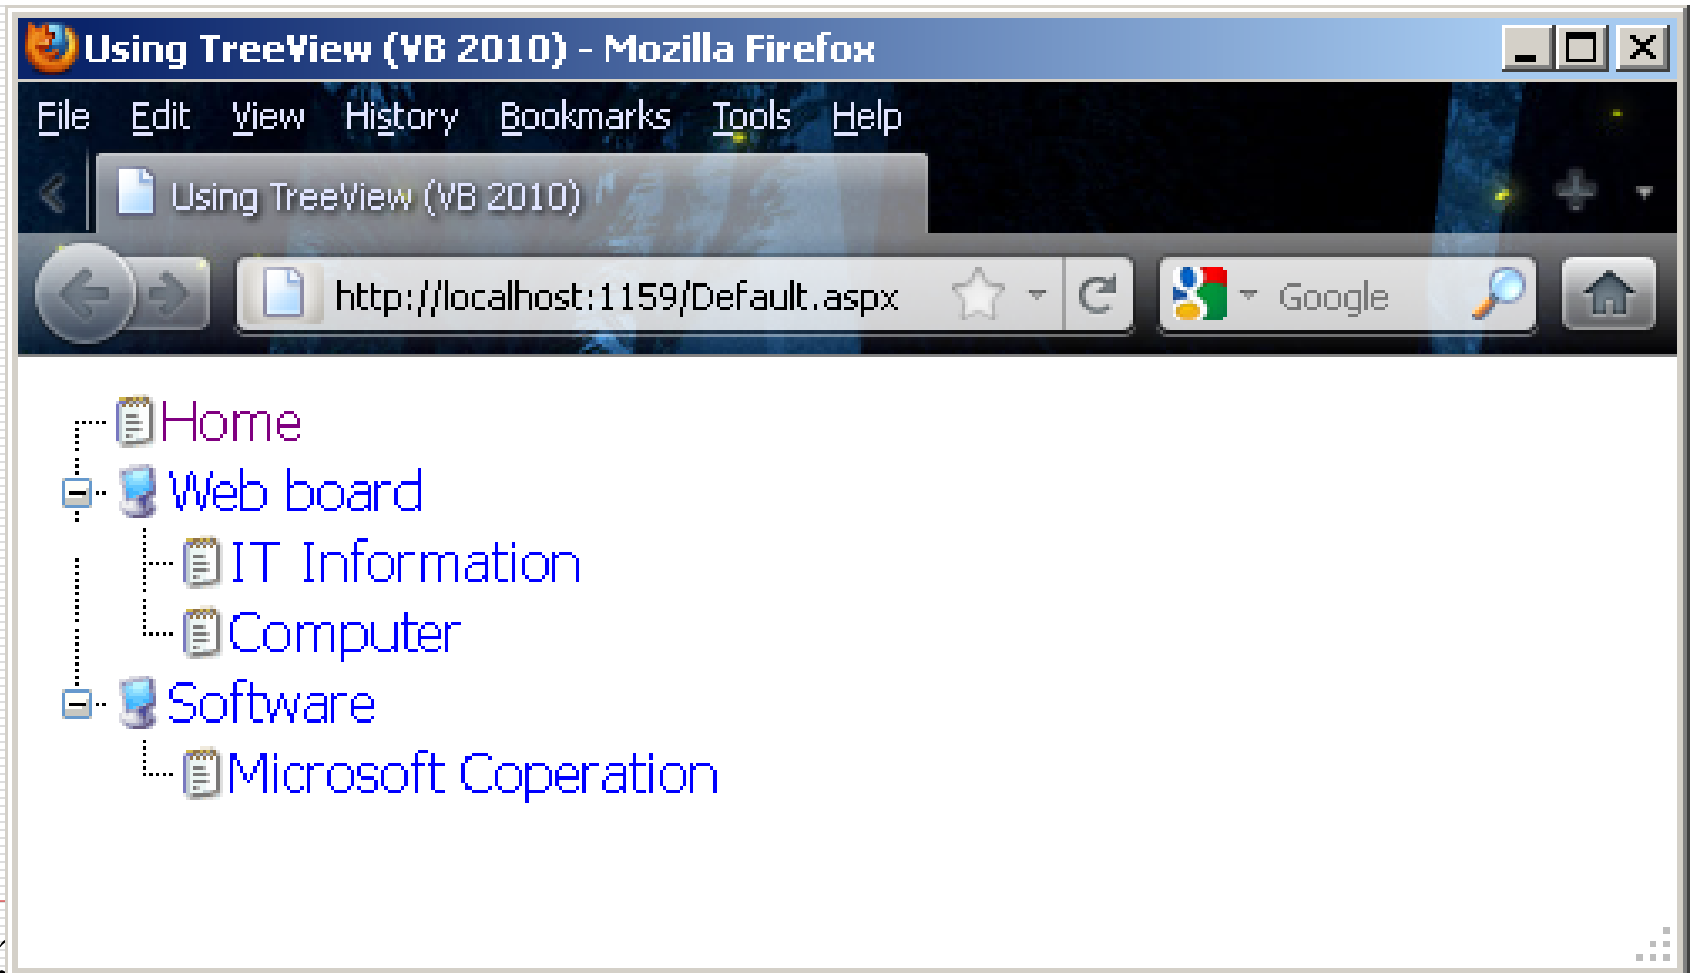 Using TreeView (VB 2010) - Mozilla Firefox
File Edit View History Bookmarks Tools Help
Using TreeView (VB 2010)
http://localhost:1159/Default.aspx Google
Home
Web board
IT Information
Computer
Software
Microsoft Coperation